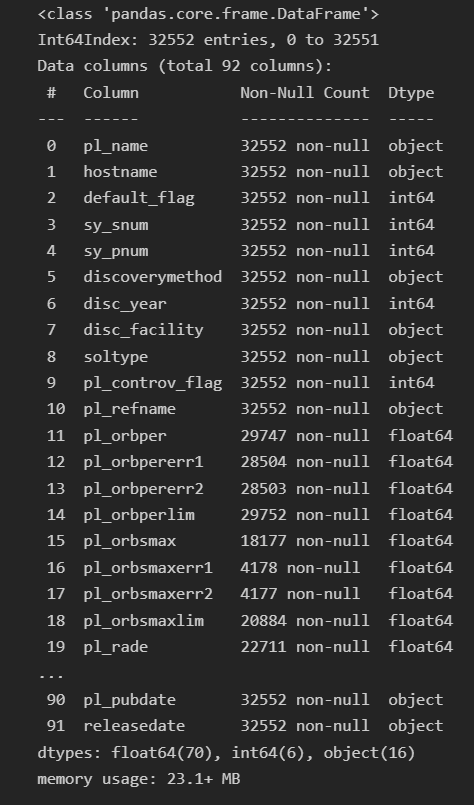 <class 'pandas.core.frame.DataFrame'>
Int64Index: 32552 entries, 0 to 32551
Data columns (total 92 columns):
 #   Column           Non-Null Count  Dtype
---  ------           --------------  -----
 0   pl_name          32552 non-null  object
 1   hostname         32552 non-null  object
 2   default_flag     32552 non-null  int64
 3   sy_snum          32552 non-null  int64
 4   sy_pnum          32552 non-null  int64
 5   discoverymethod  32552 non-null  object
 6   disc_year        32552 non-null  int64
 7   disc_facility    32552 non-null  object
 8   soltype          32552 non-null  object
 9   pl_controv_flag  32552 non-null  int64
 10  pl_refname       32552 non-null  object
 11  pl_orbper        29747 non-null  float64
 12  pl_orbpererr1    28504 non-null  float64
 13  pl_orbpererr2    28503 non-null  float64
 14  pl_orbperlim     29752 non-null  float64
 15  pl_orbsmax       18177 non-null  float64
 16  pl_orbsmaxerr1   4178 non-null   float64
 17  pl_orbsmaxerr2   4177 non-null   float64
 18  pl_orbsmaxlim    20884 non-null  float64
 19  pl_rade          22711 non-null  float64
...
 90  pl_pubdate       32552 non-null  object
 91  releasedate      32552 non-null  object
dtypes: float64(70), int64(6), object(16)
memory usage: 23.1+ MB